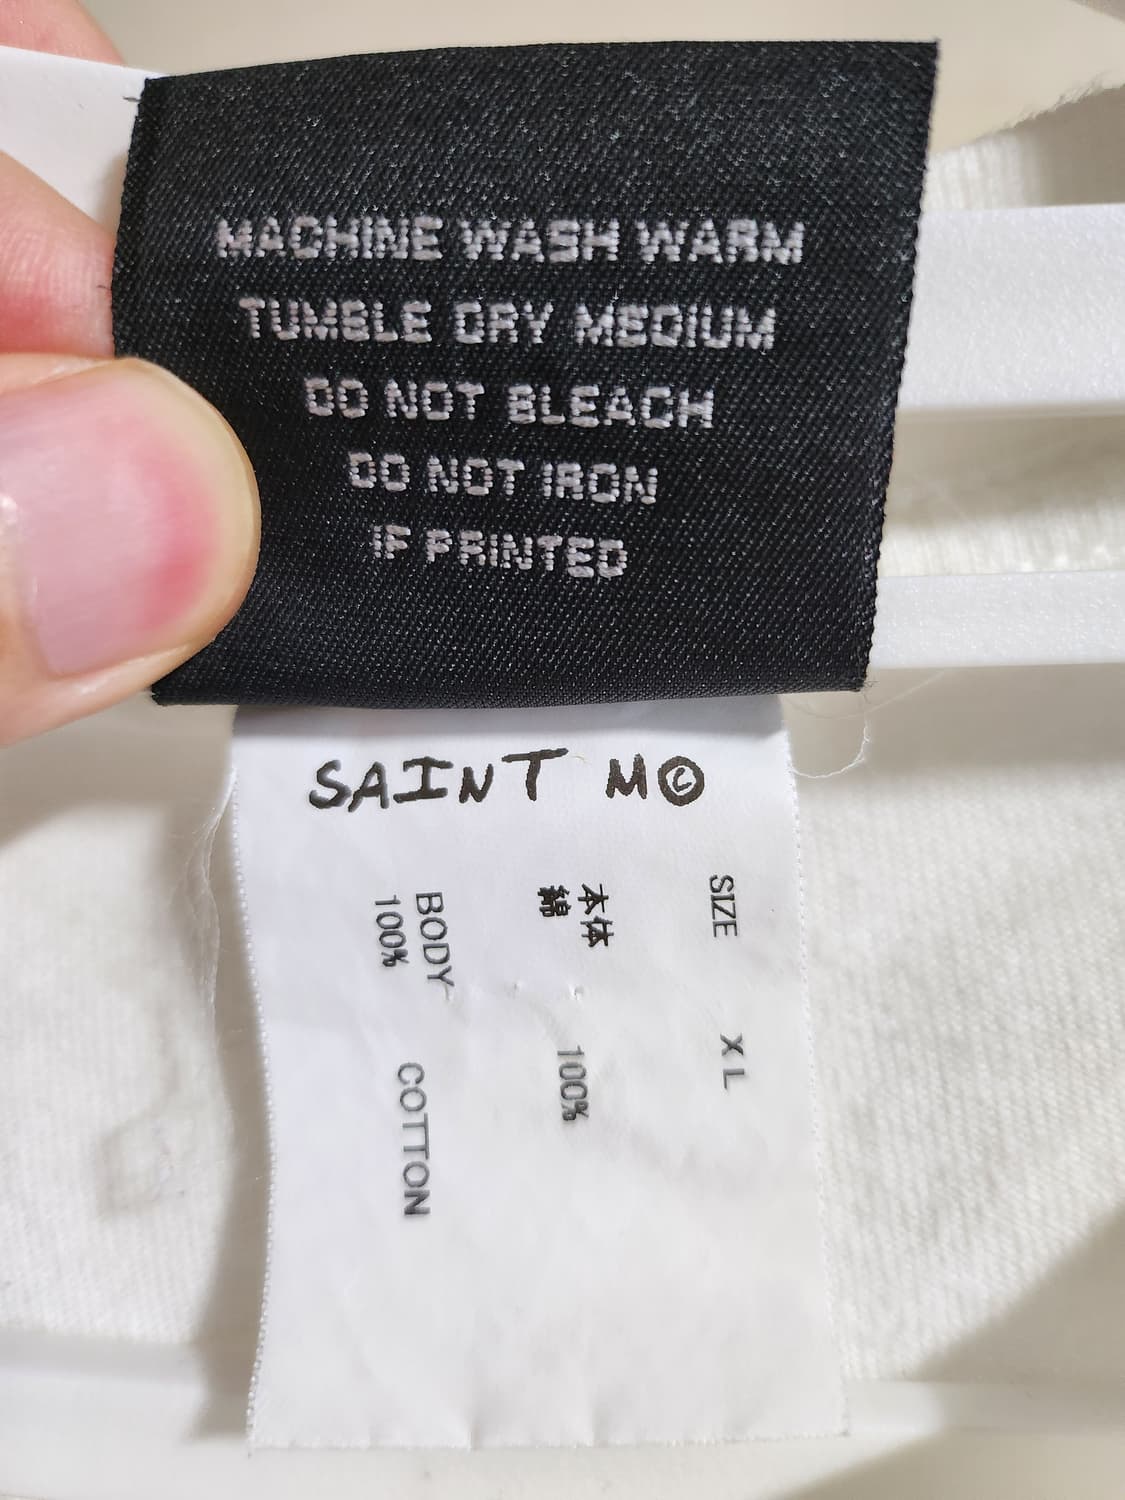 MACHINE WASH WARM
TUMBLE DRY MEDIUM
DO NOT BLEACH
DO NOT IRON
IF PRINTED
SAINT M©
SIZE XL
本体
綿 100%
BODY
100% COTTON